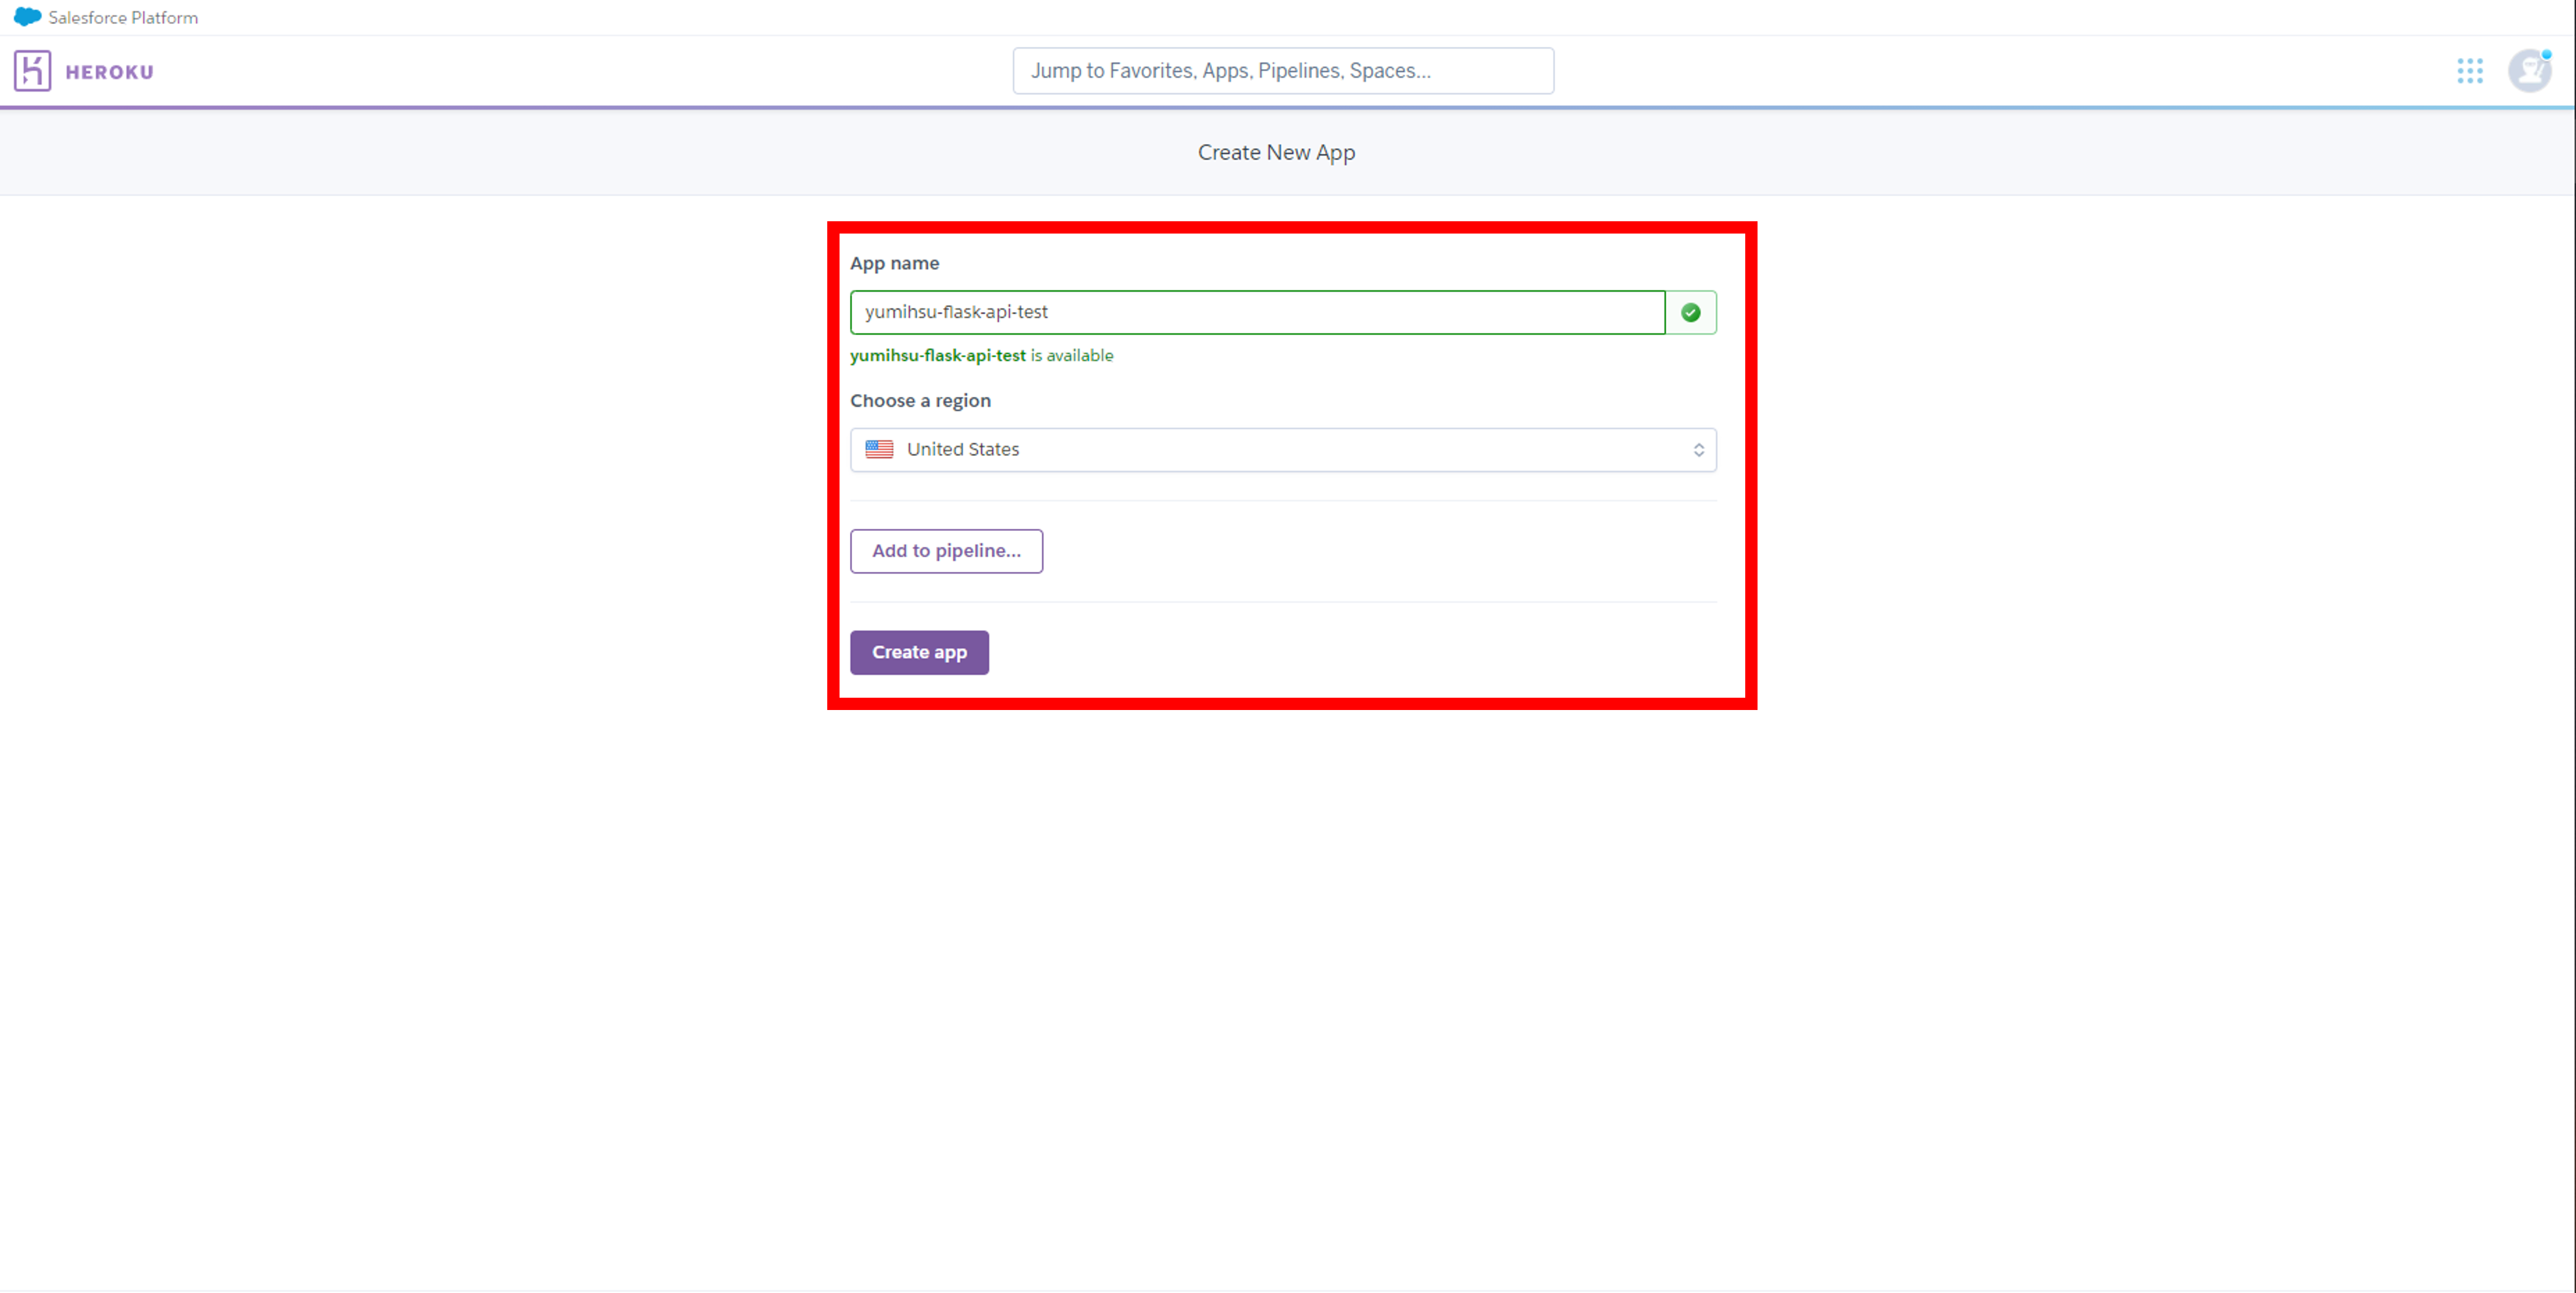 Salesforce Platform
HEROKU
Jump to Favorites, Apps, Pipelines, Spaces...
Create New App
App name
yumihsu-flask-api-test
yumihsu-flask-api-test is available
Choose a region
United States
Add to pipeline...
Create app